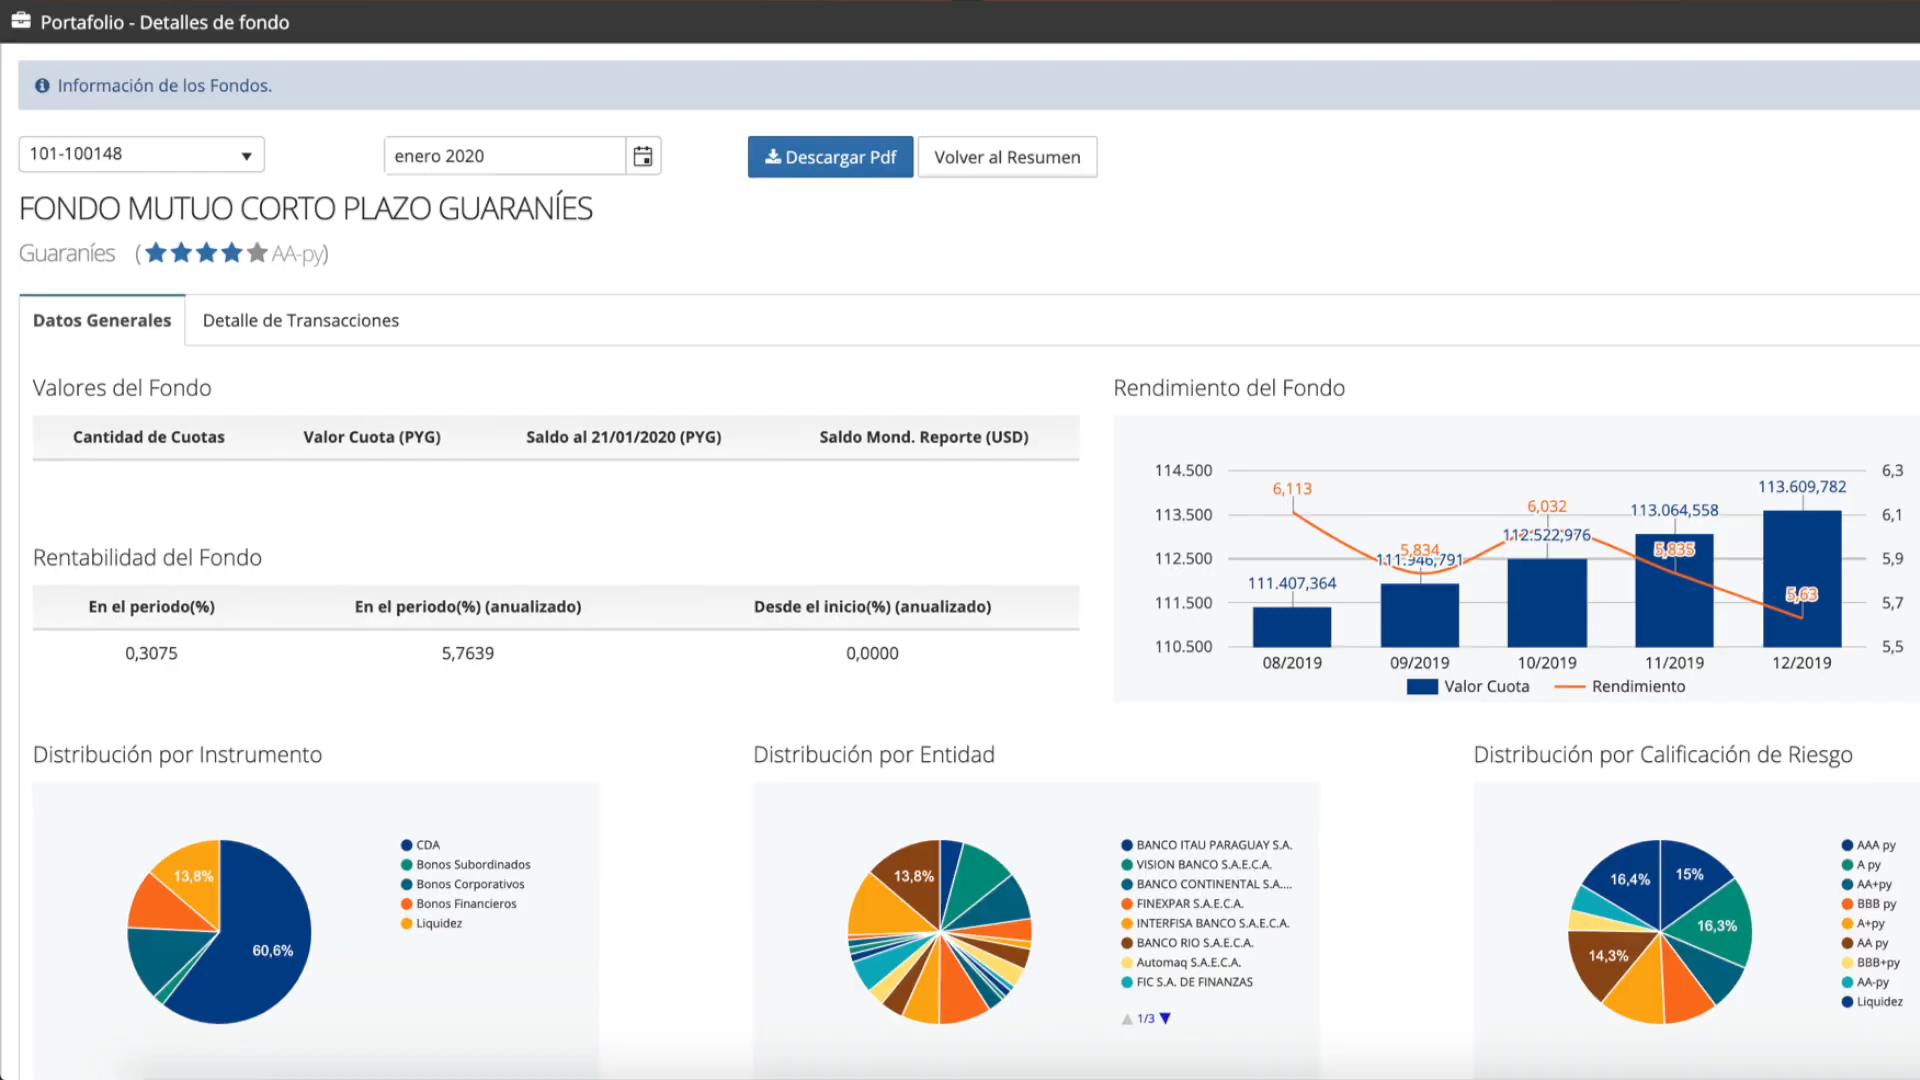 Portafolio - Detalles de fondo
Información de los Fondos.
101-100148
enero 2020
Descargar Pdf
Volver al Resumen
FONDO MUTUO CORTO PLAZO GUARANÍES
Guaraníes ( AA-py)
Datos Generales
Detalle de Transacciones
Valores del Fondo
Cantidad de Cuotas Valor Cuota (PYG) Saldo al 21/01/2020 (PYG) Saldo Mond. Reporte (USD)
Rentabilidad del Fondo
En el periodo(%) En el periodo(%) (anualizado) Desde el inicio(%) (anualizado)
0,3075 5,7639 0,0000
Rendimiento del Fondo
114.500
113.500
112.500
111.500
110.500
6,3
6,1
5,9
5,7
5,5
6,113
5,834
6,032
5,835
5,63
111.407,364
111.946,791
112.522,976
113.064,558
113.609,782
08/2019 09/2019 10/2019 11/2019 12/2019
Valor Cuota Rendimiento
Distribución por Instrumento
13,8%
60,6%
CDA
Bonos Subordinados
Bonos Corporativos
Bonos Financieros
Liquidez
Distribución por Entidad
13,8%
BANCO ITAU PARAGUAY S.A.
VISION BANCO S.A.E.C.A.
BANCO CONTINENTAL S.A....
FINEXPAR S.A.E.C.A.
INTERFISA BANCO S.A.E.C.A.
BANCO RIO S.A.E.C.A.
Automaq S.A.E.C.A.
FIC S.A. DE FINANZAS
1/3
Distribución por Calificación de Riesgo
16,4%
15%
16,3%
14,3%
AAA py
A py
AA+py
BBB py
A+py
AA py
BBB+py
AA-py
Liquidez